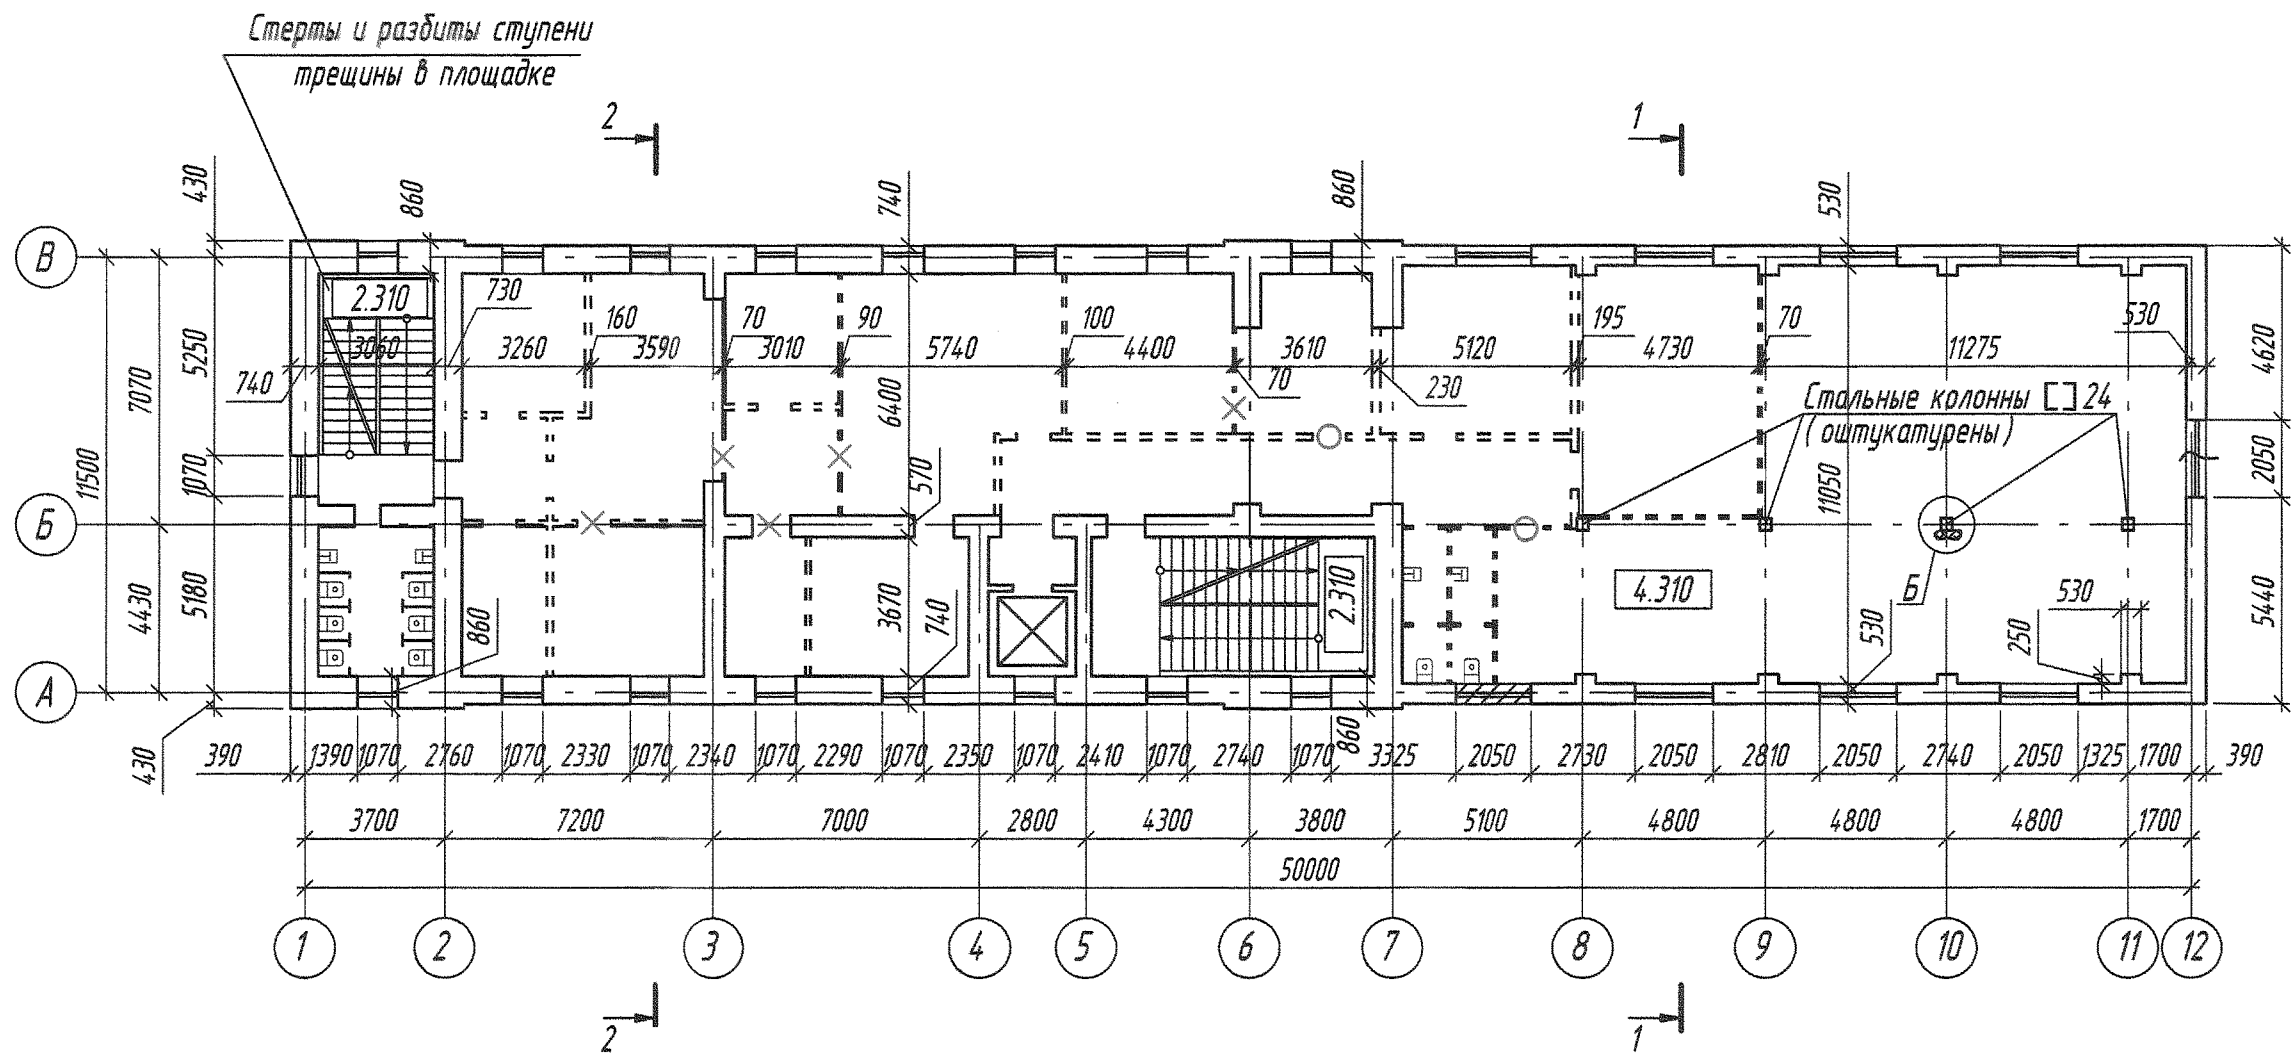 Стерты и разбиты ступени
трещины в площадке
2 1
430 860 740 860 530
В
2.310 730 160 70 90 100 195 70 530
3060 3260 3590 3010 5740 4400 3610 5120 4730 11275
740 70 230
5250 7070 11500 1070 6400 570 11050 4620 2050
Стальные колонны [ ] 24
(оштукатурены)
Б
4430 5180 860 3670 740 2.310 4.310 Б 530 530 250 5440
А
430 860
390 1390 1070 2760 1070 2330 1070 2340 1070 2290 1070 2350 1070 2410 1070 2740 1070 3325 2050 2730 2050 2810 2050 2740 2050 1325 1700 390
3700 7200 7000 2800 4300 3800 5100 4800 4800 4800 1700
50000
1 2 3 4 5 6 7 8 9 10 11 12
2 1